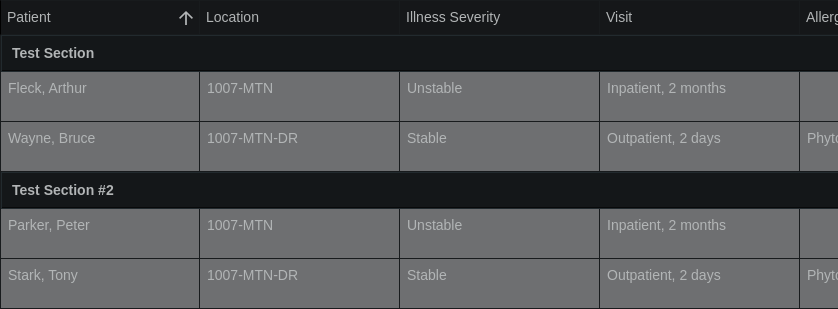 Patient Location Illness Severity Visit Allerg
Test Section
Fleck, Arthur 1007-MTN Unstable Inpatient, 2 months
Wayne, Bruce 1007-MTN-DR Stable Outpatient, 2 days Phyto
Test Section #2
Parker, Peter 1007-MTN Unstable Inpatient, 2 months
Stark, Tony 1007-MTN-DR Stable Outpatient, 2 days Phyto